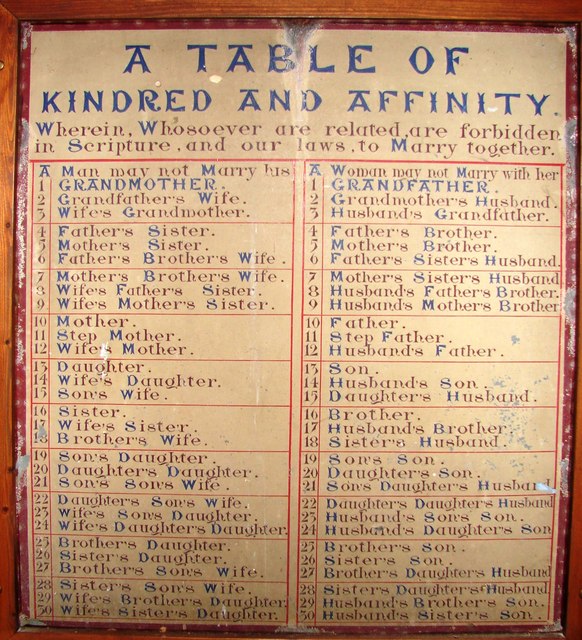 A TABLE OF
KINDRED AND AFFINITY.
Wherein, Whosoever are related, are forbidden
in Scripture, and our laws, to Marry together.
A Man may not Marry his
1 GRANDMOTHER.
2 Grandfather's Wife.
3 Wife's Grandmother.
4 Father's Sister.
5 Mother's Sister.
6 Father's Brother's Wife.
7 Mother's Brother's Wife.
8 Wife's Father's Sister.
9 Wife's Mother's Sister.
10 Mother.
11 Step Mother.
12 Wife's Mother.
13 Daughter.
14 Wife's Daughter.
15 Son's Wife.
16 Sister.
17 Wife's Sister.
18 Brother's Wife.
19 Son's Daughter.
20 Daughter's Daughter.
21 Son's Son's Wife.
22 Daughter's Son's Wife.
23 Wife's Son's Daughter.
24 Wife's Daughter's Daughter.
25 Brother's Daughter.
26 Sister's Daughter.
27 Brother's Son's Wife.
28 Sister's Son's Wife.
29 Wife's Brother's Daughter.
30 Wife's Sister's Daughter.
A Woman may not Marry with her
1 GRANDFATHER.
2 Grandmother's Husband.
3 Husband's Grandfather.
4 Father's Brother.
5 Mother's Brother.
6 Father's Sister's Husband.
7 Mother's Sister's Husband
8 Husband's Father's Brother.
9 Husband's Mother's Brother
10 Father.
11 Step Father.
12 Husband's Father.
13 Son.
14 Husband's Son.
15 Daughter's Husband.
16 Brother.
17 Husband's Brother.
18 Sister's Husband.
19 Son's Son.
20 Daughter's Son.
21 Son's Daughter's Husband
22 Daughter's Daughter's Husband
23 Husband's Son's Son.
24 Husband's Daughter's Son
25 Brother's Son.
26 Sister's Son.
27 Brother's Daughter's Husband
28 Sister's Daughter's Husband.
29 Husband's Brother's Son.
30 Husband's Sister's Son.